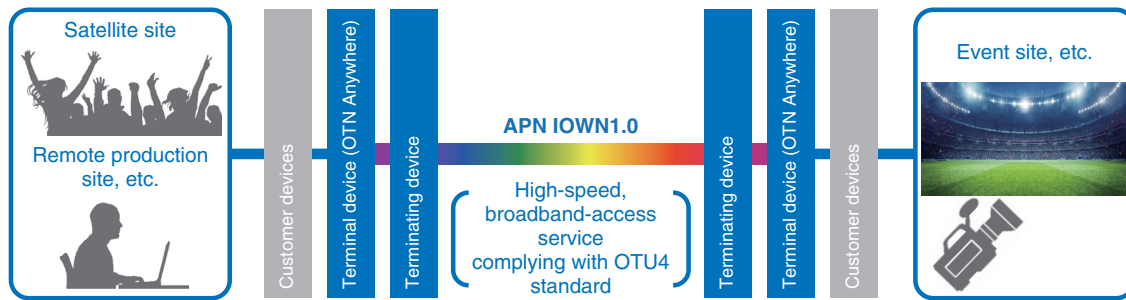 Satellite site
Remote production
site, etc.
Customer devices
Terminal device (OTN Anywhere)
Terminating device
APN IOWN1.0
High-speed,
broadband-access
service
complying with OTU4
standard
Terminating device
Terminal device (OTN Anywhere)
Customer devices
Event site, etc.